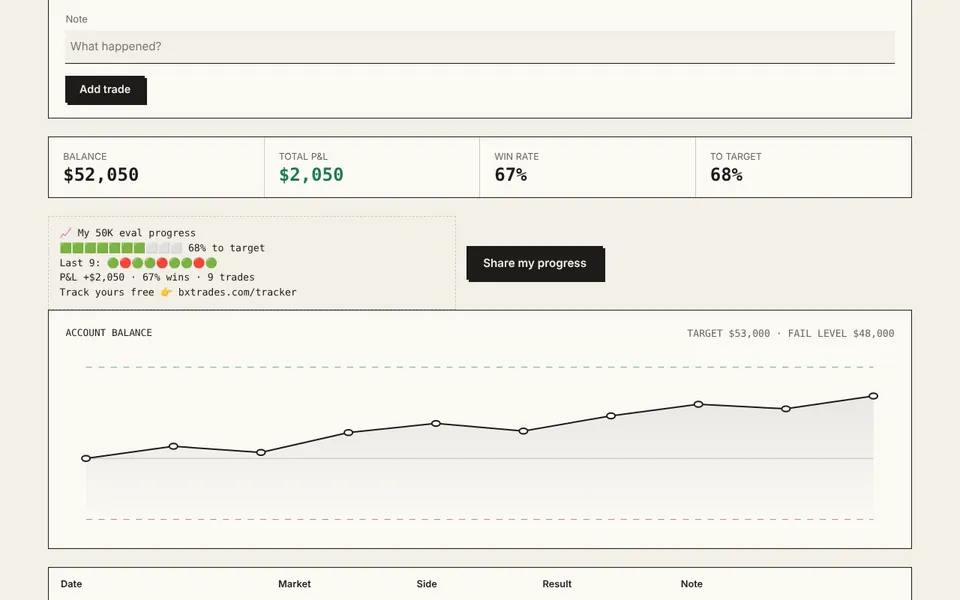 Note
What happened?
Add trade
BALANCE
$52,050
TOTAL P&L
$2,050
WIN RATE
67%
TO TARGET
68%
📈 My 50K eval progress
🟩🟩🟩🟩🟩🟩🟩⬜⬜⬜ 68% to target
Last 9: 🟢🔴🟢🟢🔴🟢🟢🔴🟢
P&L +$2,050 · 67% wins · 9 trades
Track yours free 👉 bxtrades.com/tracker
Share my progress
ACCOUNT BALANCE
TARGET $53,000 · FAIL LEVEL $48,000
Date
Market
Side
Result
Note